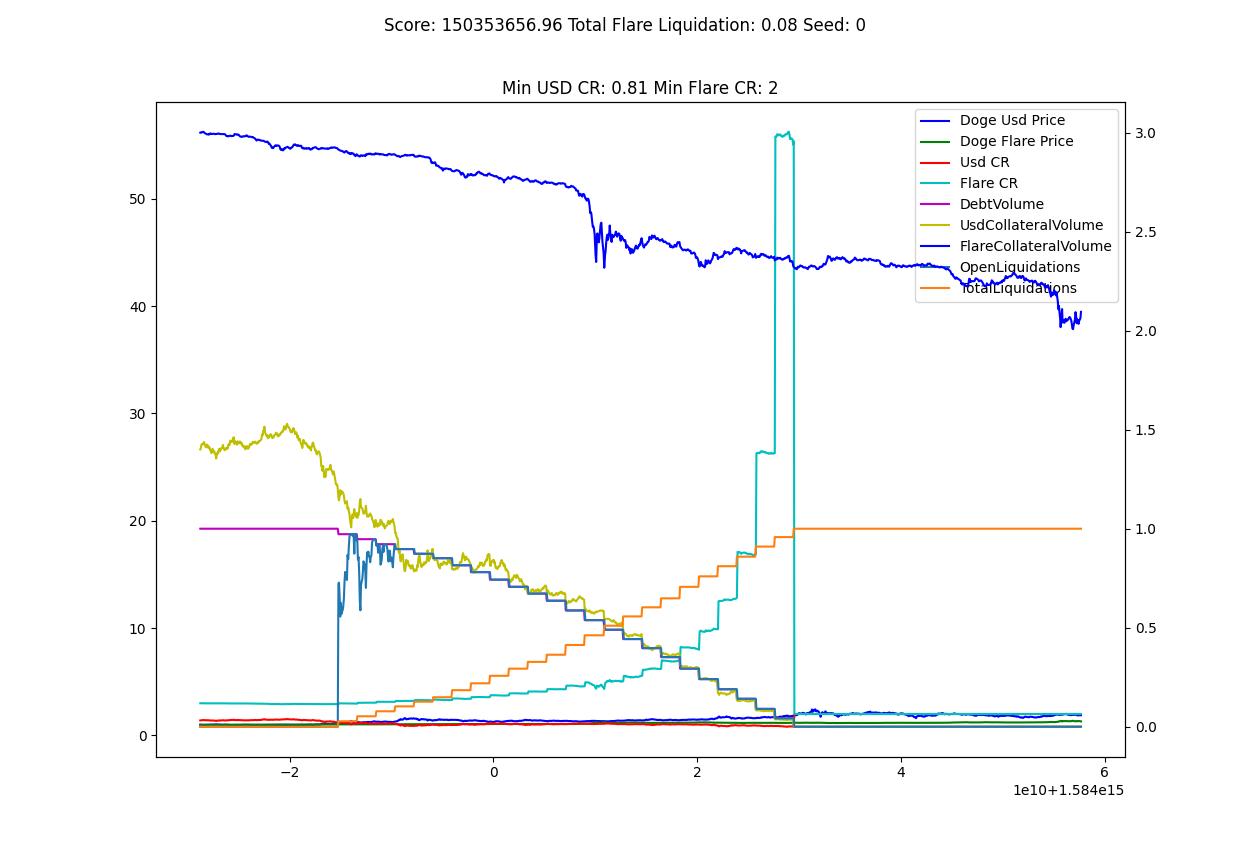 Score: 150353656.96 Total Flare Liquidation: 0.08 Seed: 0
Min USD CR: 0.81 Min Flare CR: 2
Doge Usd Price
Doge Flare Price
Usd CR
Flare CR
DebtVolume
UsdCollateralVolume
FlareCollateralVolume
OpenLiquidations
TotalLiquidations
50
40
30
20
10
0
3.0
2.5
2.0
1.5
1.0
0.5
0.0
−2
0
2
4
6
1e10+1.584e15